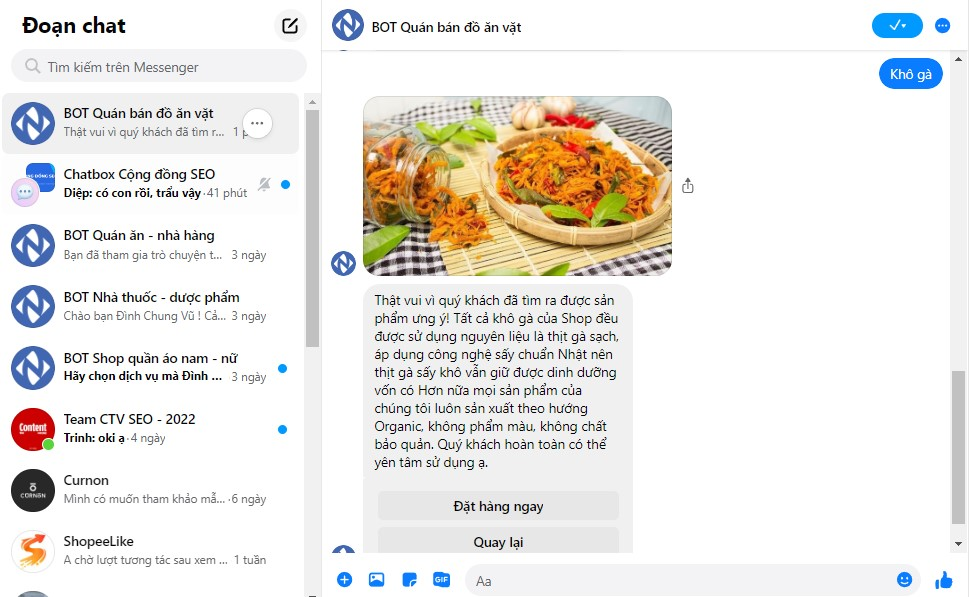 Đoạn chat
Tìm kiếm trên Messenger
BOT Quán bán đồ ăn vặt
Thật vui vì quý khách đã tìm r... 1 p
Chatbox Cộng đồng SEO
Diệp: có con rồi, trẩu vậy · 41 phút
BOT Quán ăn - nhà hàng
Bạn đã tham gia trò chuyện t... 3 ngày
BOT Nhà thuốc - dược phẩm
Chào bạn Đình Chung Vũ ! Cả... 3 ngày
BOT Shop quần áo nam - nữ
Hãy chọn dịch vụ mà Đình ... 3 ngày
Content
Team CTV SEO - 2022
Trinh: oki ạ · 4 ngày
CURNON
Curnon
Mình có muốn tham khảo mẫ... · 6 ngày
ShopeeLike
A chờ lượt tương tác sau xem ... 1 tuần
BOT Quán bán đồ ăn vặt
Khô gà
Thật vui vì quý khách đã tìm ra được sản
phẩm ưng ý! Tất cả khô gà của Shop đều
được sử dụng nguyên liệu là thịt gà sạch,
áp dụng công nghệ sấy chuẩn Nhật nên
thịt gà sấy khô vẫn giữ được dinh dưỡng
vốn có Hơn nữa mọi sản phẩm của
chúng tôi luôn sản xuất theo hướng
Organic, không phẩm màu, không chất
bảo quản. Quý khách hoàn toàn có thể
yên tâm sử dụng ạ.
Đặt hàng ngay
Quay lại
GIF
Aa